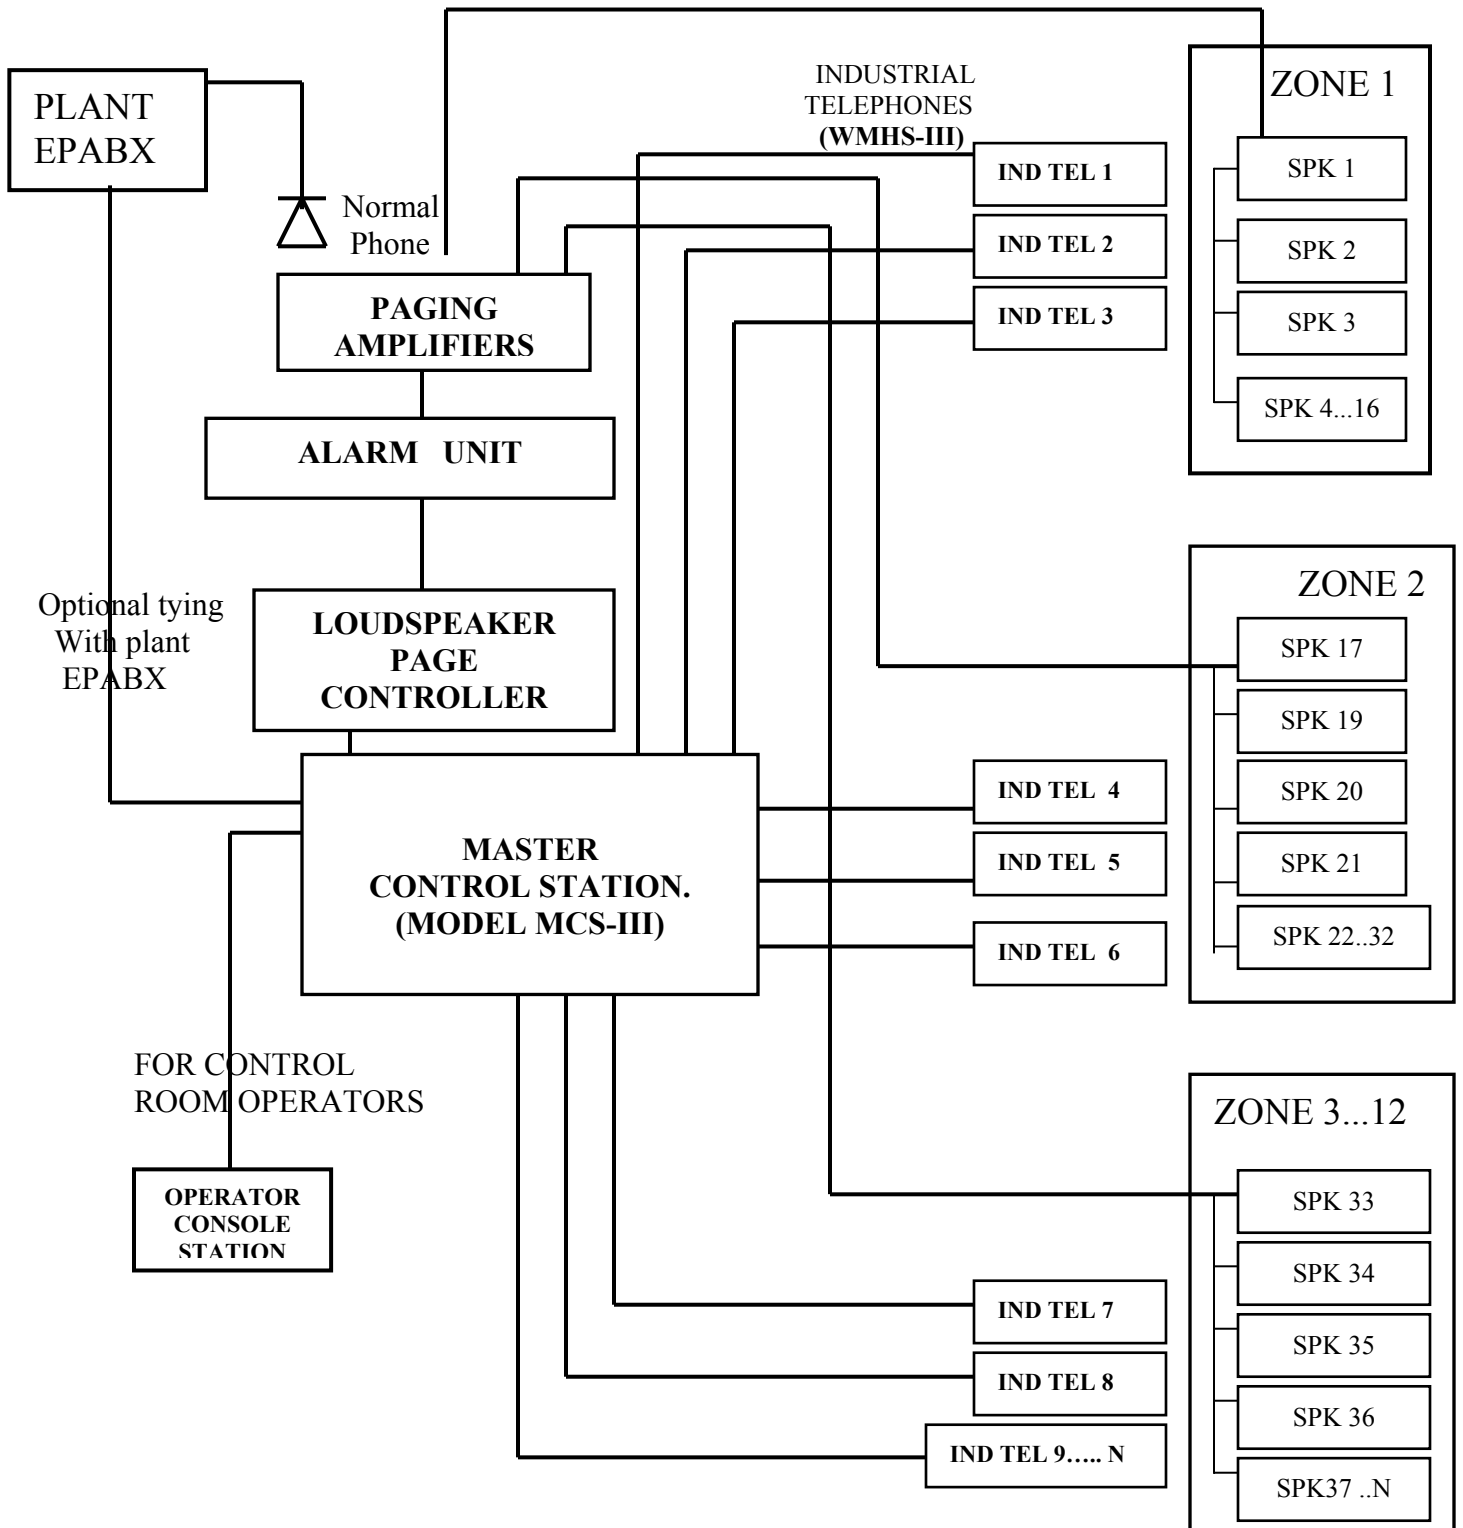 PLANT
EPABX
Normal
Phone
INDUSTRIAL
TELEPHONES
(WMHS-III)
PAGING
AMPLIFIERS
ALARM UNIT
LOUDSPEAKER
PAGE
CONTROLLER
Optional tying
With plant
EPABX
MASTER
CONTROL STATION.
(MODEL MCS-III)
FOR CONTROL
ROOM OPERATORS
OPERATOR
CONSOLE
STATION
IND TEL 1
IND TEL 2
IND TEL 3
IND TEL 4
IND TEL 5
IND TEL 6
IND TEL 7
IND TEL 8
IND TEL 9..... N
ZONE 1
SPK 1
SPK 2
SPK 3
SPK 4...16
ZONE 2
SPK 17
SPK 19
SPK 20
SPK 21
SPK 22..32
ZONE 3...12
SPK 33
SPK 34
SPK 35
SPK 36
SPK37 ..N